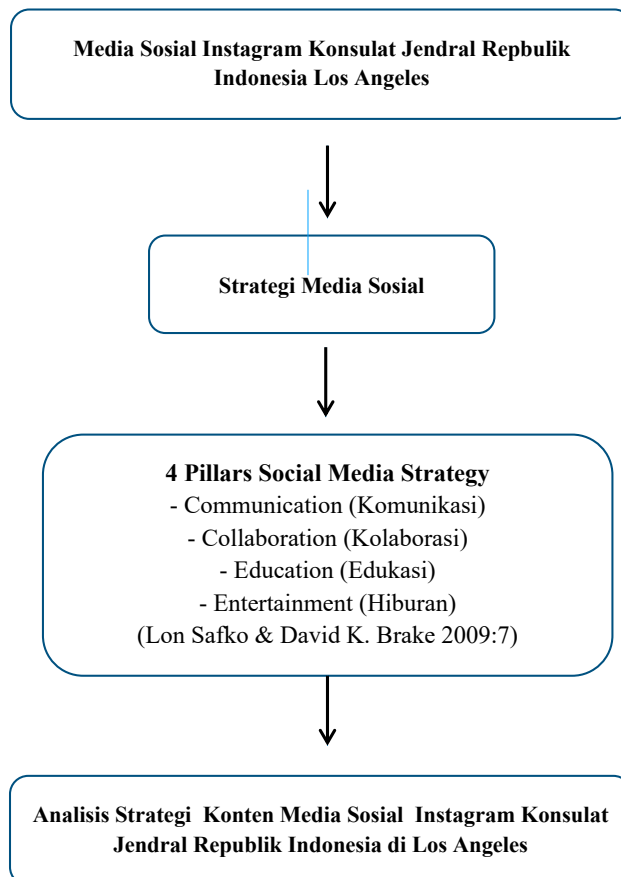 Media Sosial Instagram Konsulat Jendral Repbulik
Indonesia Los Angeles
Strategi Media Sosial
4 Pillars Social Media Strategy
- Communication (Komunikasi)
- Collaboration (Kolaborasi)
- Education (Edukasi)
- Entertainment (Hiburan)
(Lon Safko & David K. Brake 2009:7)
Analisis Strategi Konten Media Sosial Instagram Konsulat
Jendral Republik Indonesia di Los Angeles